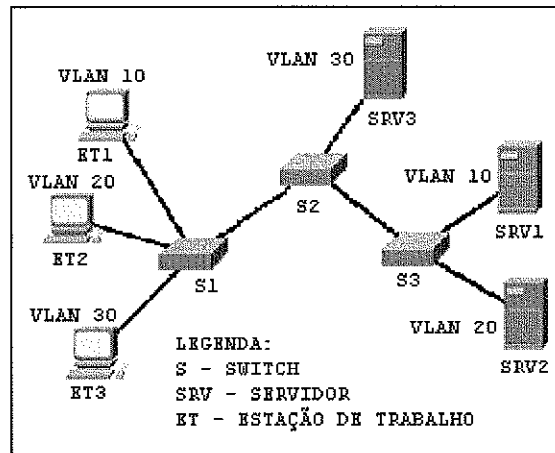 VLAN 10
ET1
VLAN 20
ET2
VLAN 30
ET3
S1
S2
VLAN 30
SRV3
VLAN 10
SRV1
S3
VLAN 20
SRV2
LEGENDA:
S - SWITCH
SRV - SERVIDOR
ET - ESTAÇÃO DE TRABALHO